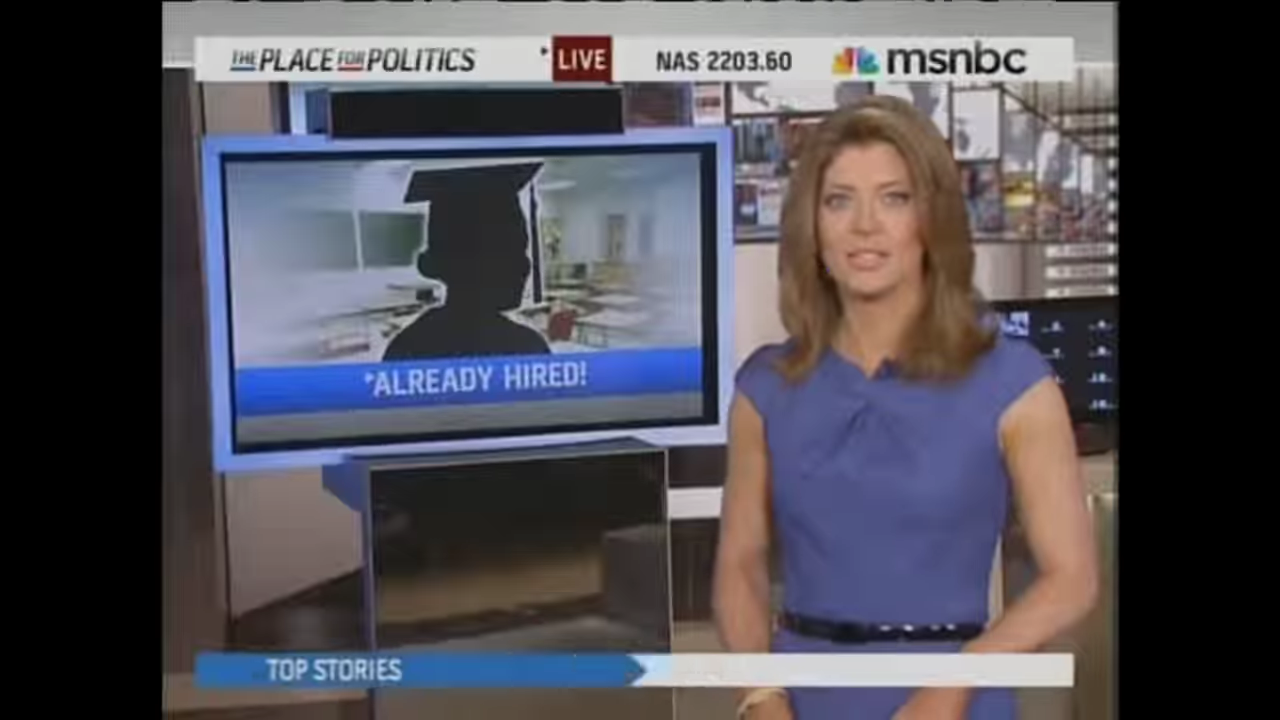 THE PLACE FOR POLITICS
LIVE
NAS 2203.60
msnbc
ALREADY HIRED!
TOP STORIES